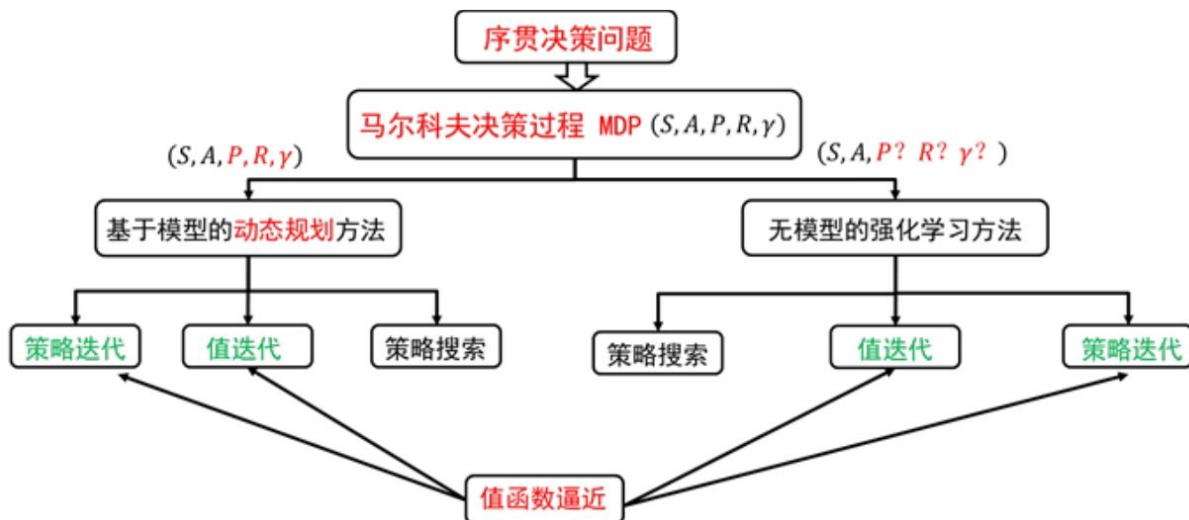 序贯决策问题
马尔科夫决策过程 MDP (S, A, P, R, γ)
(S, A, P, R, γ)
(S, A, P? R? γ? )
基于模型的动态规划方法
无模型的强化学习方法
策略迭代
值迭代
策略搜索
策略搜索
值迭代
策略迭代
值函数逼近